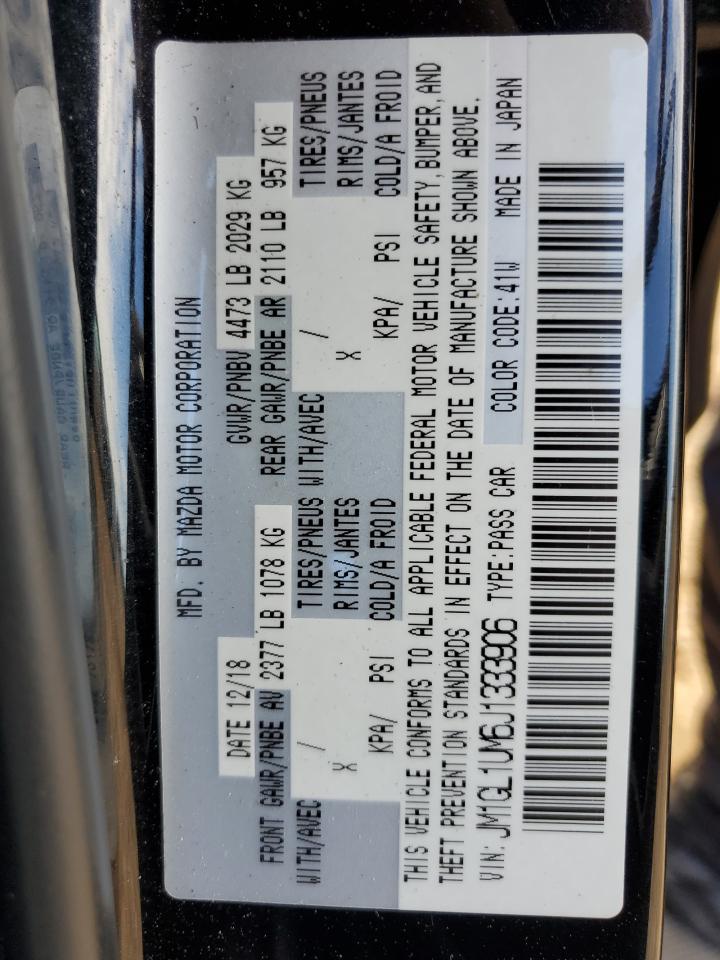 MFD. BY MAZDA MOTOR CORPORATION
DATE 12/18 GVWR/PNBV 4473 LB 2029 KG
FRONT GAWR/PNBE AV 2377 LB 1078 KG REAR GAWR/PNBE AR 2110 LB 957 KG
WITH/AVEC / TIRES/PNEUS WITH/AVEC / TIRES/PNEUS
X RIMS/JANTES X RIMS/JANTES
KPA/ PSI COLD/A FROID KPA/ PSI COLD/A FROID
THIS VEHICLE CONFORMS TO ALL APPLICABLE FEDERAL MOTOR VEHICLE SAFETY, BUMPER, AND
THEFT PREVENTION STANDARDS IN EFFECT ON THE DATE OF MANUFACTURE SHOWN ABOVE.
VIN: JM1GL1UM6J1333906 TYPE: PASS CAR COLOR CODE: 41W MADE IN JAPAN